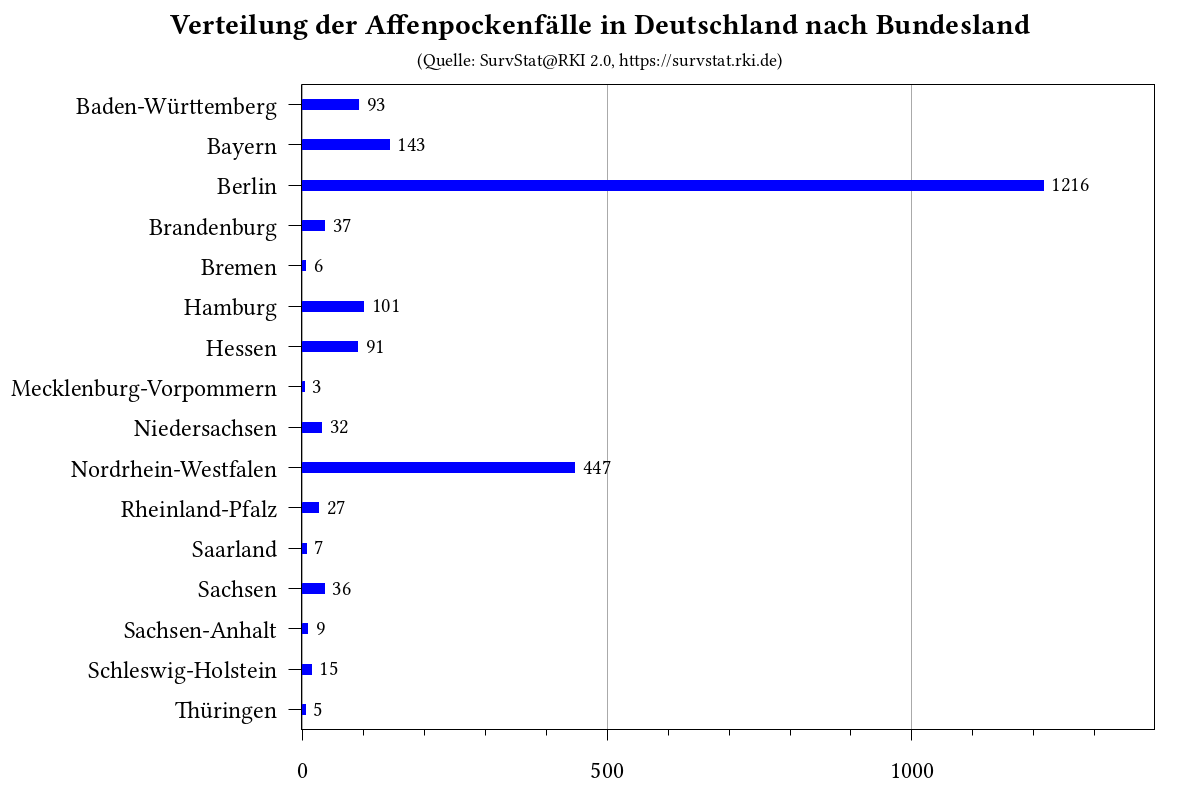 Verteilung der Affenpockenfälle in Deutschland nach Bundesland
(Quelle: SurvStat@RKI 2.0, https://survstat.rki.de)
Baden-Württemberg 93
Bayern 143
Berlin 1216
Brandenburg 37
Bremen 6
Hamburg 101
Hessen 91
Mecklenburg-Vorpommern 3
Niedersachsen 32
Nordrhein-Westfalen 447
Rheinland-Pfalz 27
Saarland 7
Sachsen 36
Sachsen-Anhalt 9
Schleswig-Holstein 15
Thüringen 5
0 500 1000